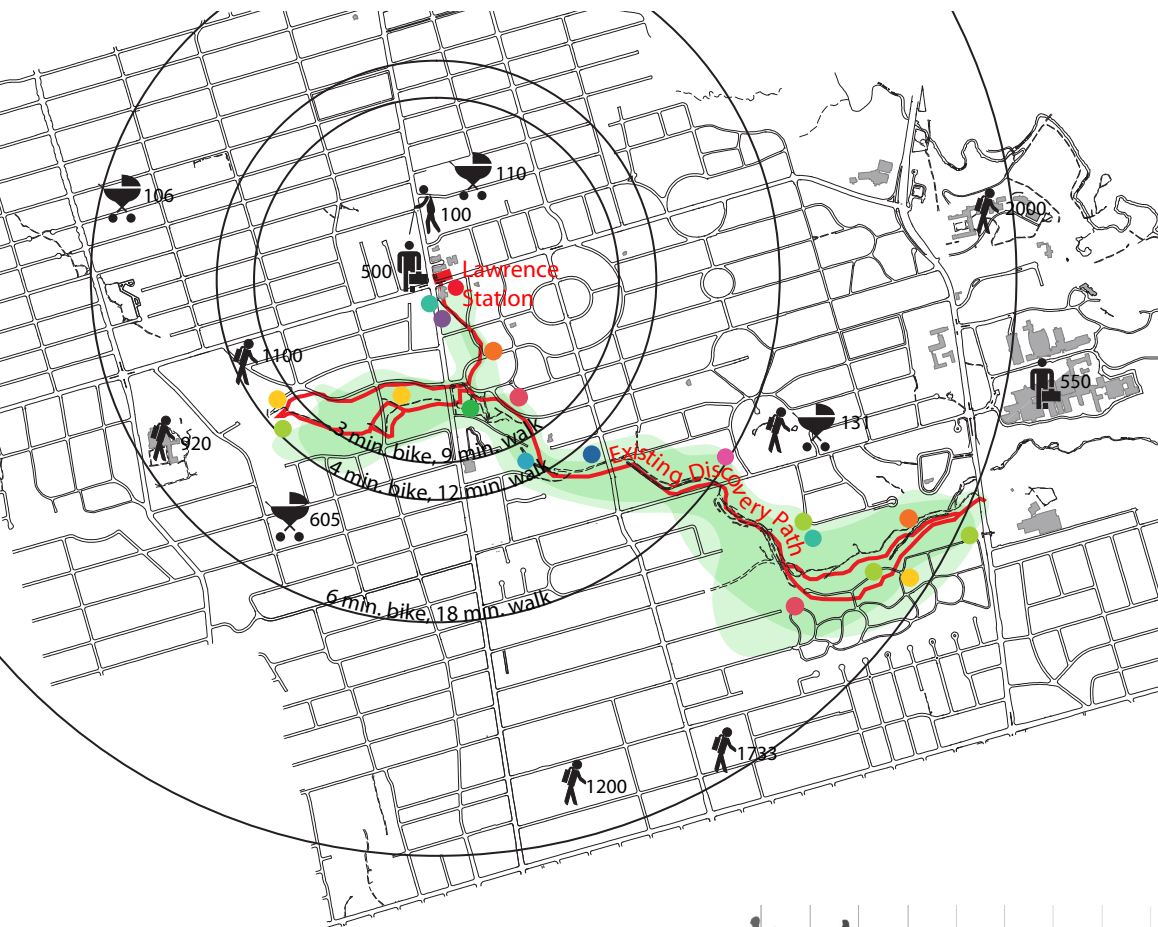 110
106
2000
100
500
Lawrence
Station
1100
550
131
920
3 min. bike, 9 min. walk
Existing Discovery Path
4 min. bike, 12 min. walk
605
6 min. bike, 18 min. walk
1733
1200